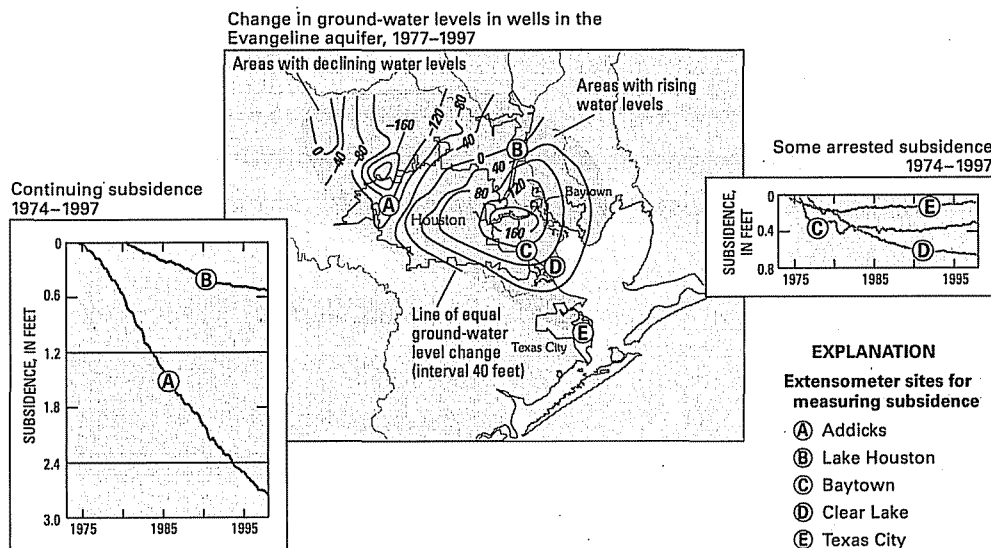 Change in ground-water levels in wells in the
Evangeline aquifer, 1977–1997
Areas with declining water levels
Areas with rising
water levels
0
-40
-80
-160
-120
-80
-40
0
40
80
120
160
A
B
C
D
E
Houston
Baytown
Texas City
Line of equal
ground-water
level change
(interval 40 feet)
Continuing subsidence
1974–1997
SUBSIDENCE, IN FEET
0
0.6
1.2
1.8
2.4
3.0
1975
1985
1995
B
A
Some arrested subsidence
1974–1997
SUBSIDENCE,
IN FEET
0
0.4
0.8
1975
1985
1995
E
C
D
EXPLANATION
Extensometer sites for
measuring subsidence
A Addicks
B Lake Houston
C Baytown
D Clear Lake
E Texas City